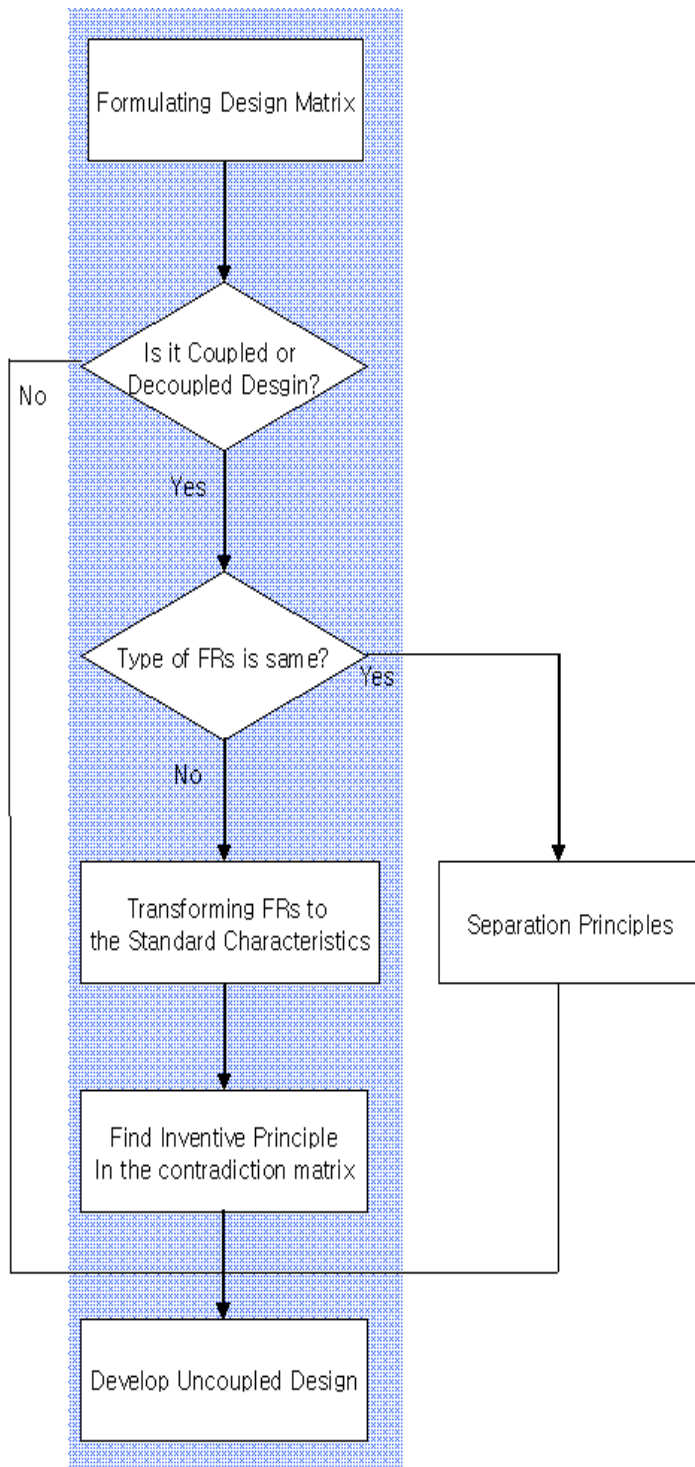 Formulating Design Matrix
Is it Coupled or
Decoupled Desgin?
No
Yes
Type of FRs is same?
Yes
No
Transforming FRs to
the Standard Characteristics
Separation Principles
Find Inventive Principle
In the contradiction matrix
Develop Uncoupled Design